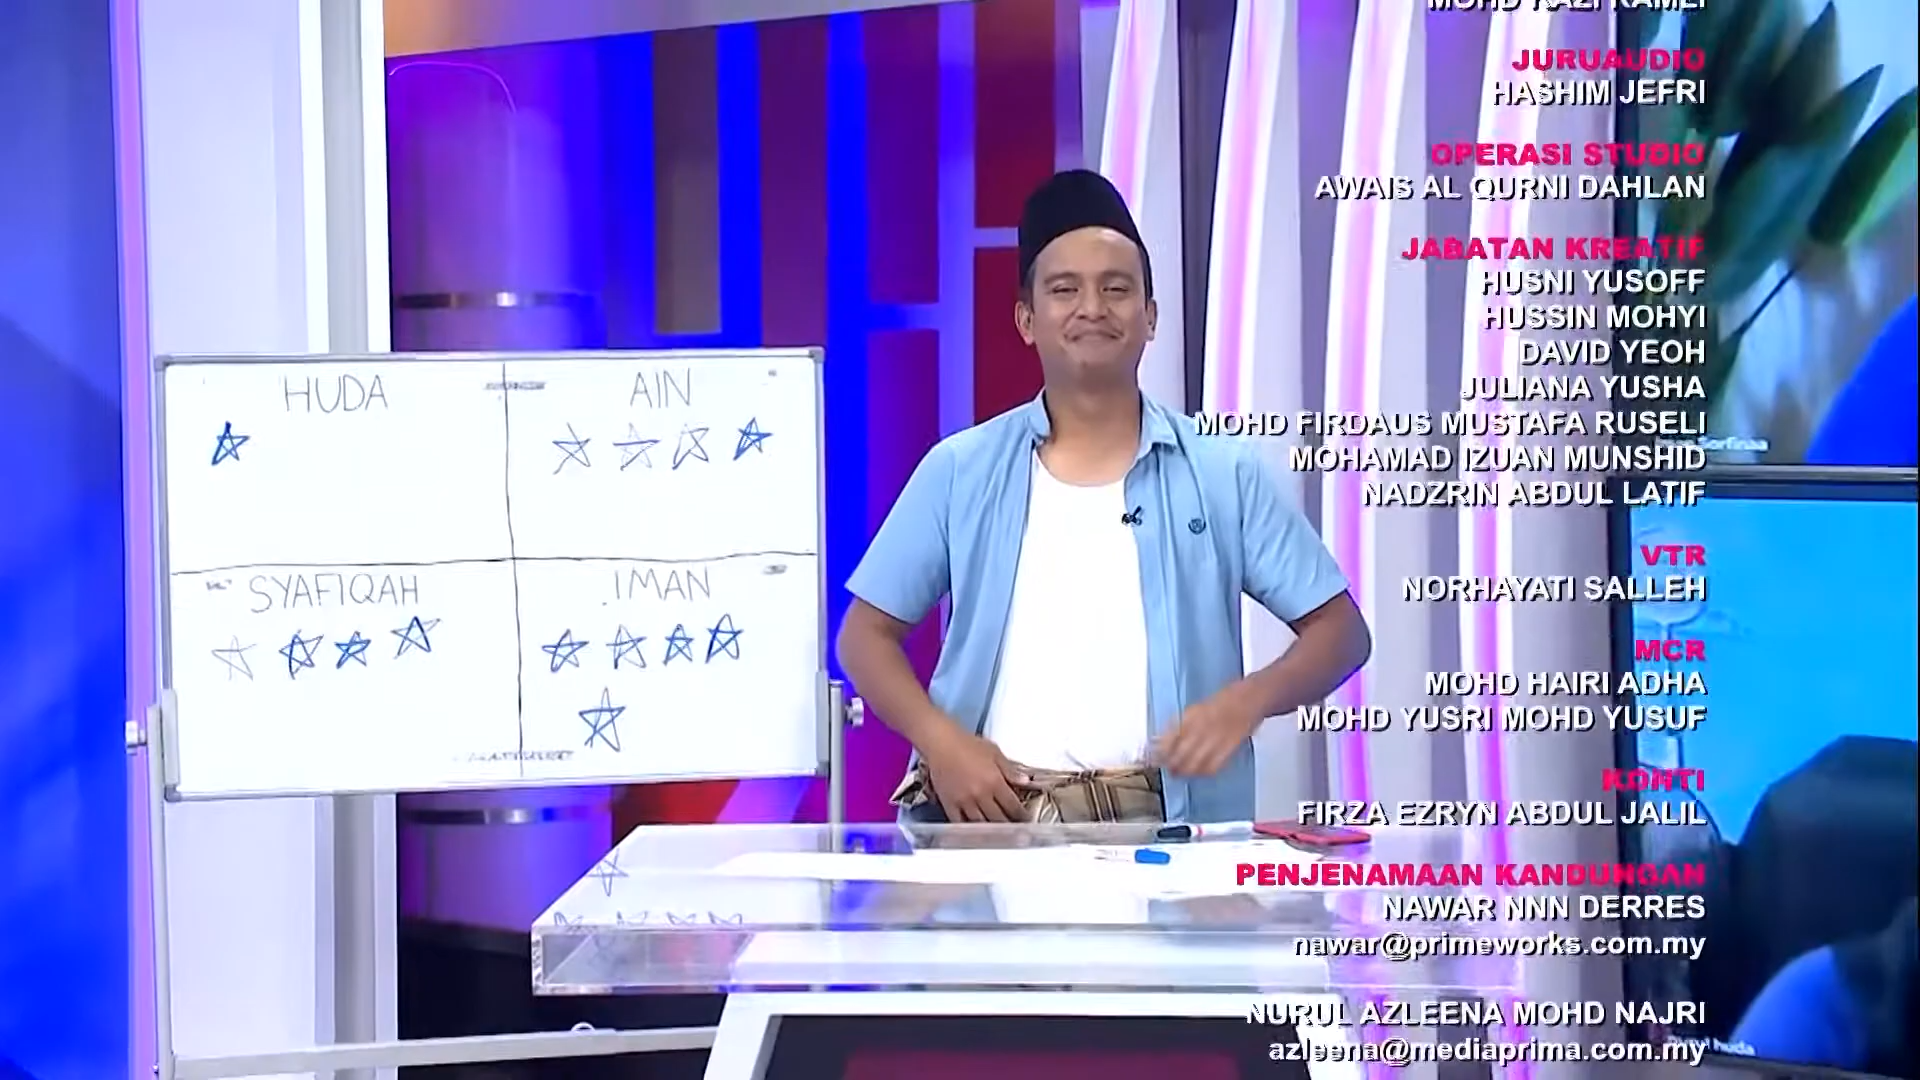 HUDA
AIN
SYAFIQAH
IMAN
JURUAUDIO
HASHIM JEFRI
OPERASI STUDIO
AWAIS AL QURNI DAHLAN
JABATAN KREATIF
HUSNI YUSOFF
HUSSIN MOHYI
DAVID YEOH
JULIANA YUSHA
MOHD FIRDAUS MUSTAFA RUSELI
MOHAMAD IZUAN MUNSHID
NADZRIN ABDUL LATIF
VTR
NORHAYATI SALLEH
MCR
MOHD HAIRI ADHA
MOHD YUSRI MOHD YUSUF
KONTI
FIRZA EZRYN ABDUL JALIL
PENJENAMAAN KANDUNGAN
NAWAR NNN DERRES
nawar@primeworks.com.my
NURUL AZLEENA MOHD NAJRI
azleena@mediaprima.com.my
huda